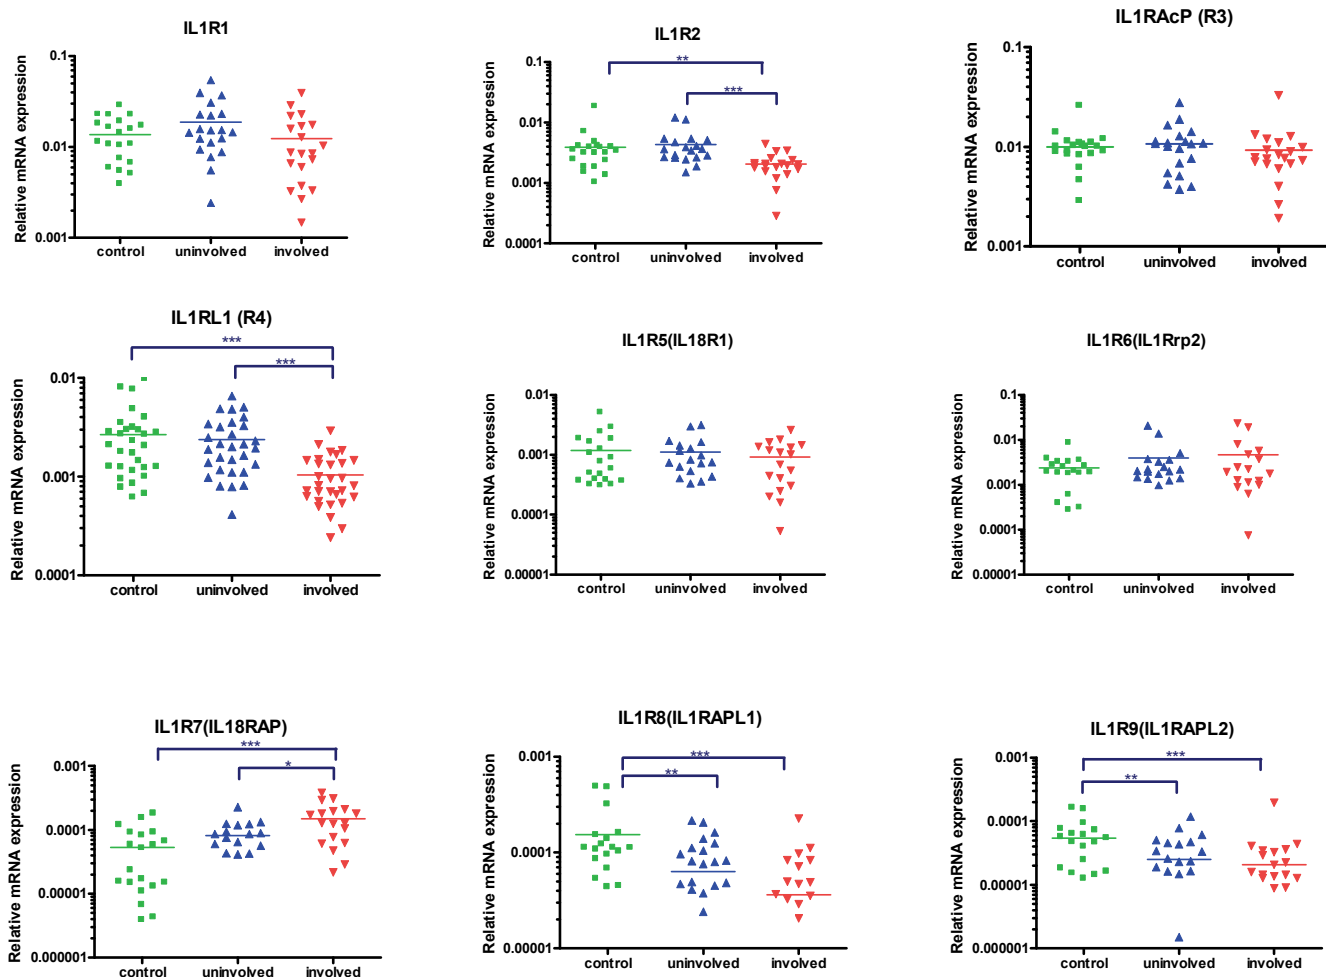 IL1R1
Relative mRNA expression
0.1
0.01
0.001
control uninvolved involved
IL1R2
Relative mRNA expression
0.1
0.01
0.001
0.0001
**
***
control uninvolved involved
IL1RAcP (R3)
Relative mRNA expression
0.1
0.01
0.001
control uninvolved involved
IL1RL1 (R4)
Relative mRNA expression
***
***
0.01
0.001
0.0001
control uninvolved involved
IL1R5(IL18R1)
Relative mRNA expression
0.01
0.001
0.0001
0.00001
control uninvolved involved
IL1R6(IL1Rrp2)
Relative mRNA expression
0.1
0.01
0.001
0.0001
0.00001
control uninvolved involved
IL1R7(IL18RAP)
Relative mRNA expression
***
*
0.001
0.0001
0.00001
0.000001
control uninvolved involved
IL1R8(IL1RAPL1)
Relative mRNA expression
***
**
0.001
0.0001
0.00001
control uninvolved involved
IL1R9(IL1RAPL2)
Relative mRNA expression
***
**
0.001
0.0001
0.00001
0.000001
control uninvolved involved